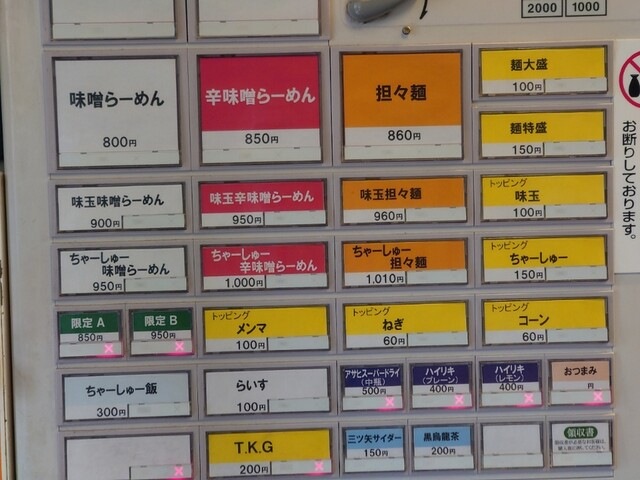 2000 1000
味噌らーめん
800円
辛味噌らーめん
850円
担々麺
860円
麺大盛
100円
麺特盛
150円
お断りしております。
味玉味噌らーめん
900円
味玉辛味噌らーめん
950円
味玉担々麺
960円
トッピング
味玉
100円
ちゃーしゅー
味噌らーめん
950円
ちゃーしゅー
辛味噌らーめん
1.000円
ちゃーしゅー
担々麺
1.010円
トッピング
ちゃーしゅー
150円
限定A
850円
限定B
950円
トッピング
メンマ
100円
トッピング
ねぎ
60円
トッピング
コーン
60円
ちゃーしゅー飯
300円
らいす
100円
アサヒスーパードライ
(中瓶)
500円
ハイリキ
(プレーン)
400円
ハイリキ
(レモン)
400円
おつまみ
円
T.K.G
200円
三ツ矢サイダー
150円
黒烏龍茶
200円
領収書